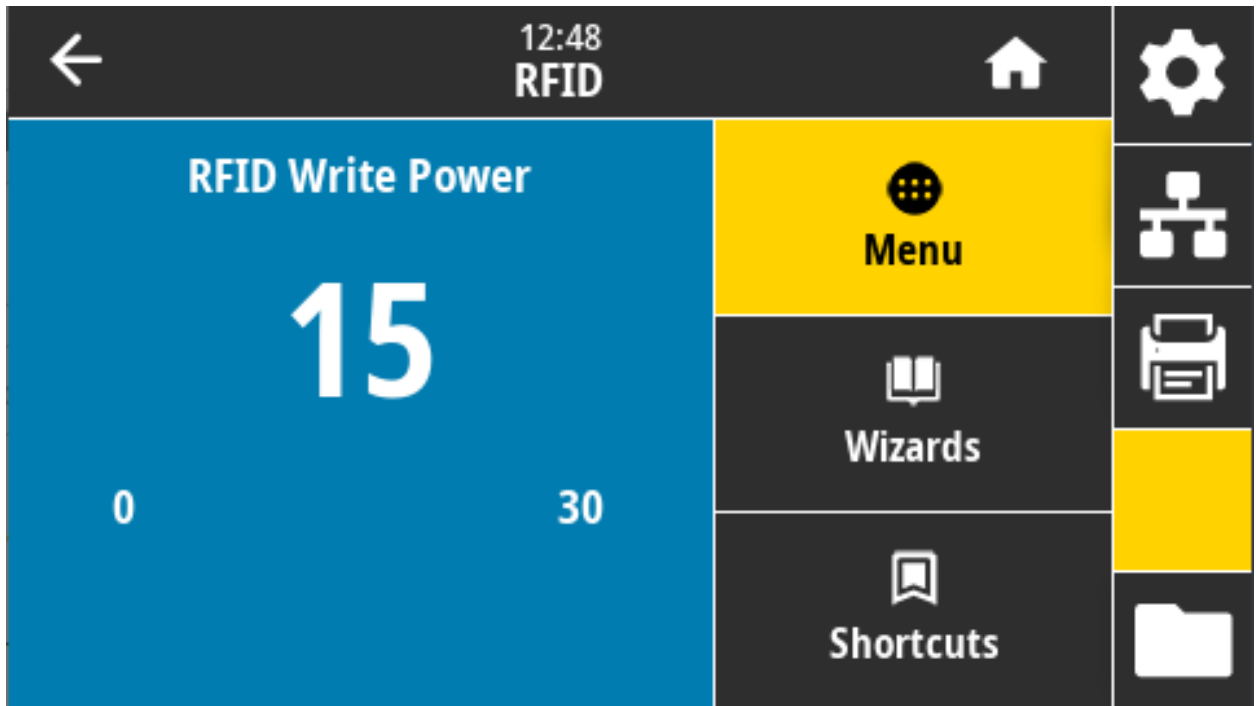 12:48
RFID
RFID Write Power
15
0 30
Menu
Wizards
Shortcuts